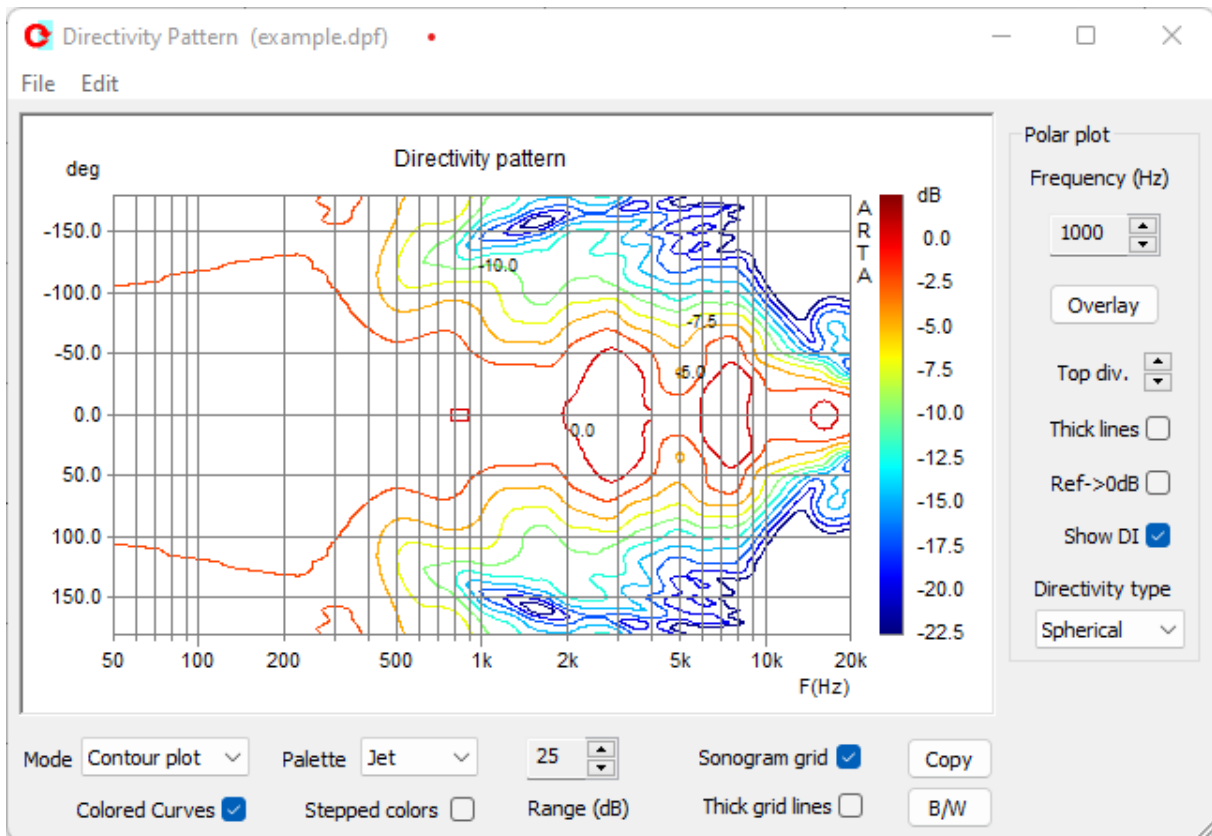 Directivity Pattern (example.dpf)
File Edit
Directivity pattern
deg
-150.0
-100.0
-50.0
0.0
50.0
100.0
150.0
-10.0
-7.5
-5.0
0.0
50 100 200 500 1k 2k 5k 10k 20k
F(Hz)
A
R
T
A
dB
0.0
-2.5
-5.0
-7.5
-10.0
-12.5
-15.0
-17.5
-20.0
-22.5
Polar plot
Frequency (Hz)
1000
Overlay
Top div.
Thick lines
Ref->0dB
Show DI
Directivity type
Spherical
Mode Contour plot Palette Jet 25 Sonogram grid Copy
Colored Curves Stepped colors Range (dB) Thick grid lines B/W